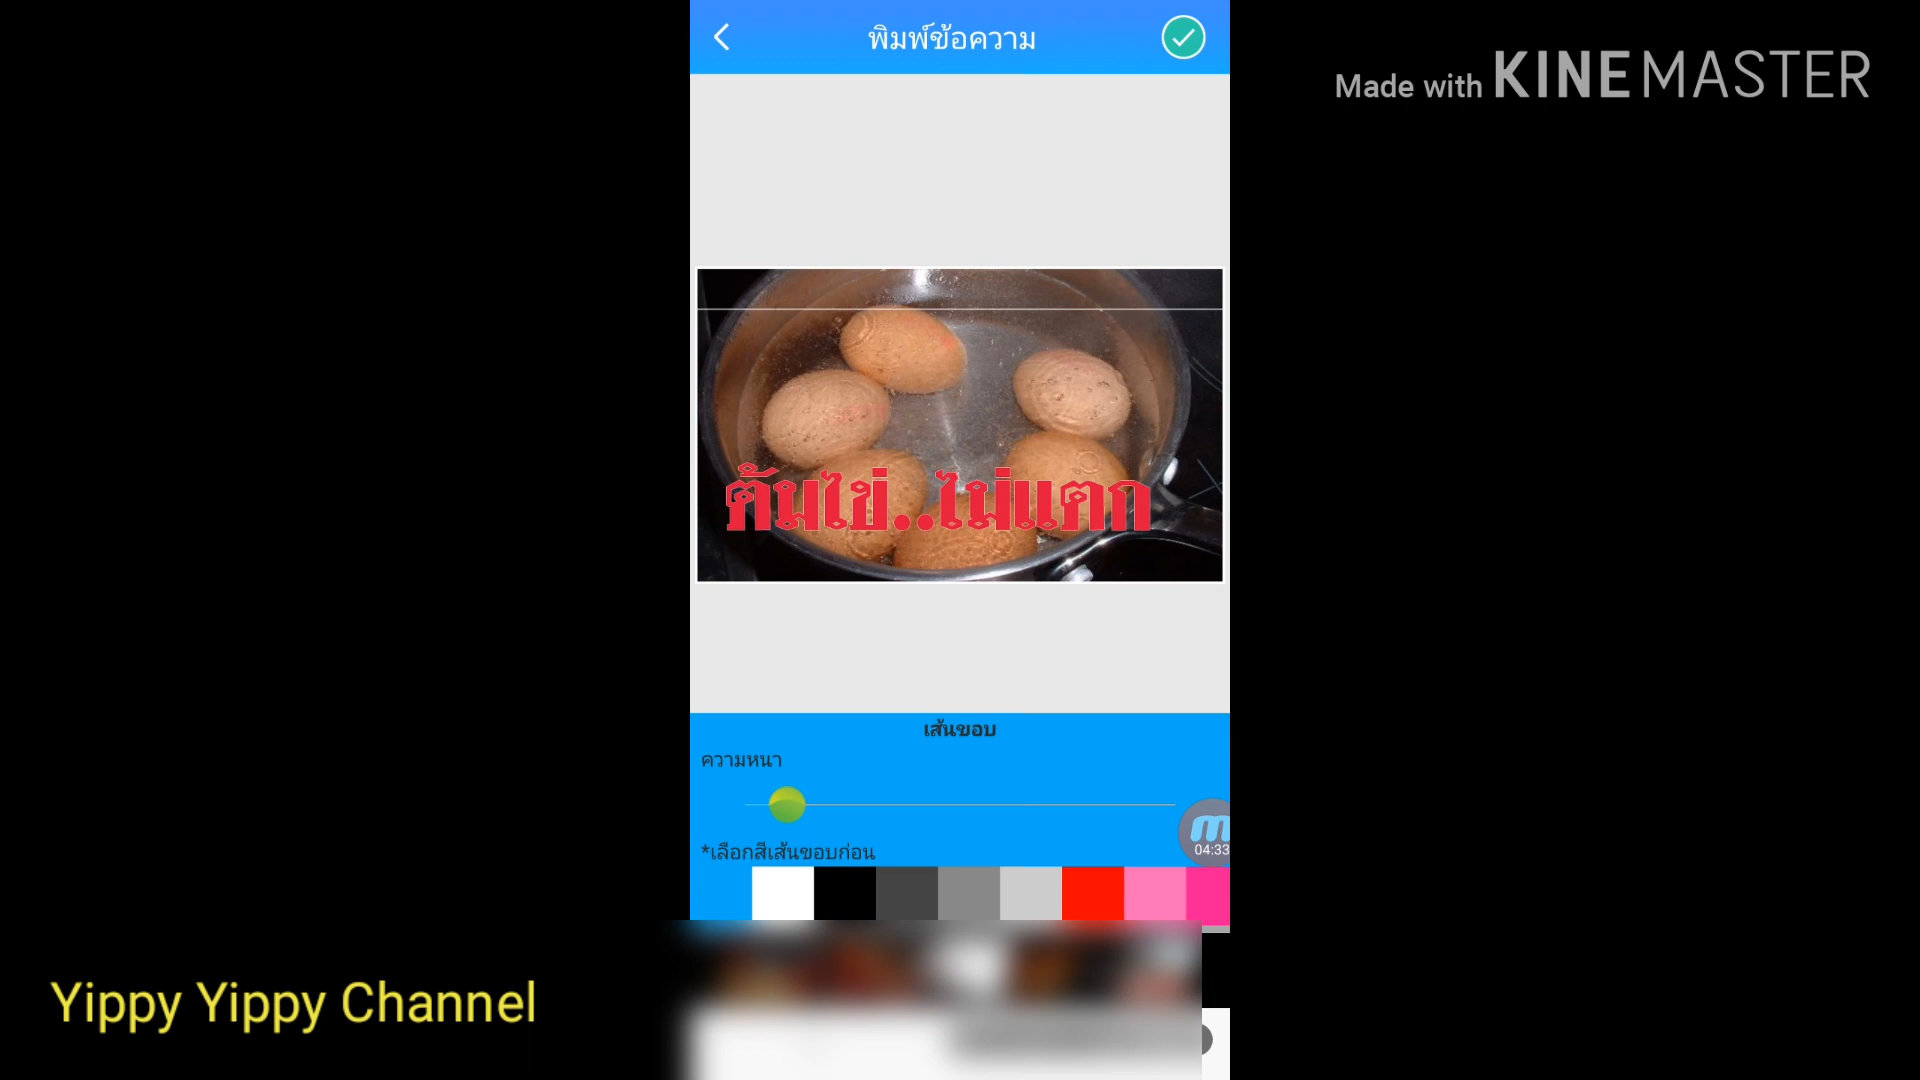 พิมพ์ข้อความ
Made with KINEMASTER
ต้มไข่..ไม่แตก
เส้นขอบ
ความหนา
04:33
*เลือกสีเส้นขอบก่อน
Yippy Yippy Channel